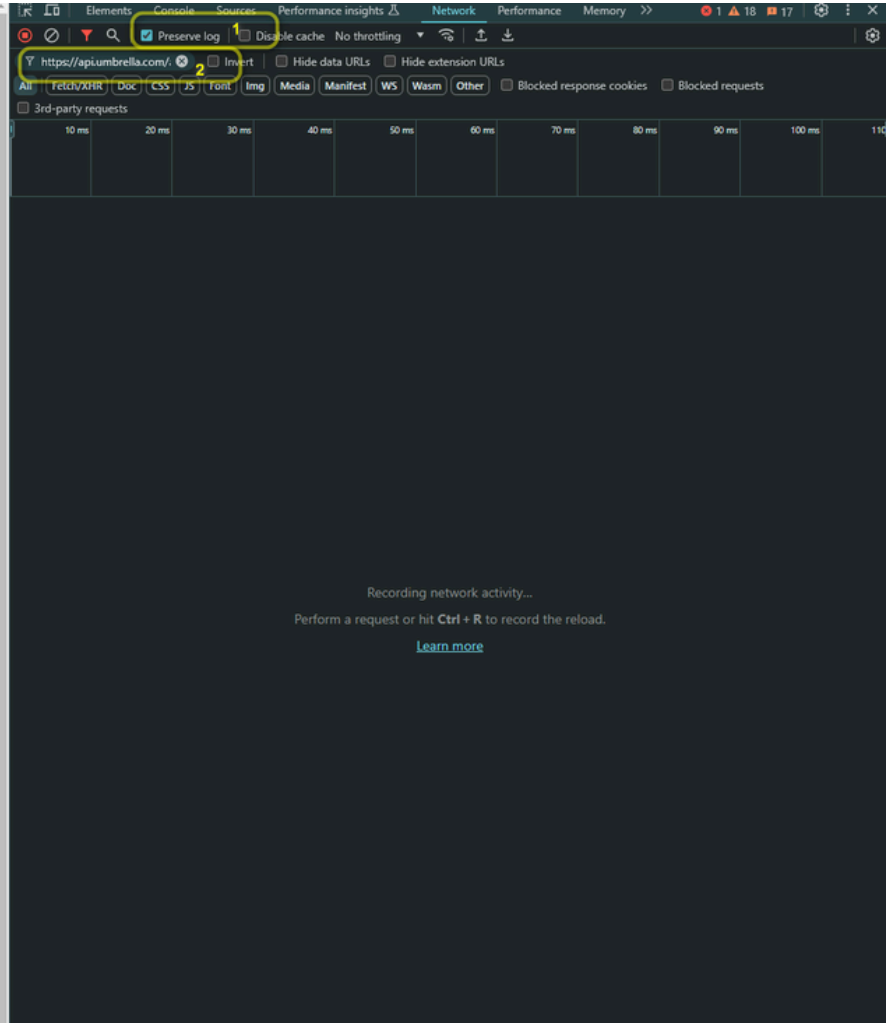 Elements Console Sources Performance insights Network Performance Memory 1 18 17
1
Preserve log Disable cache No throttling
https://api.umbrella.com/. 2 Invert Hide data URLs Hide extension URLs
All Fetch/XHR Doc CSS JS Font Img Media Manifest WS Wasm Other Blocked response cookies Blocked requests
3rd-party requests
10 ms 20 ms 30 ms 40 ms 50 ms 60 ms 70 ms 80 ms 90 ms 100 ms 110
Recording network activity...
Perform a request or hit Ctrl + R to record the reload.
Learn more